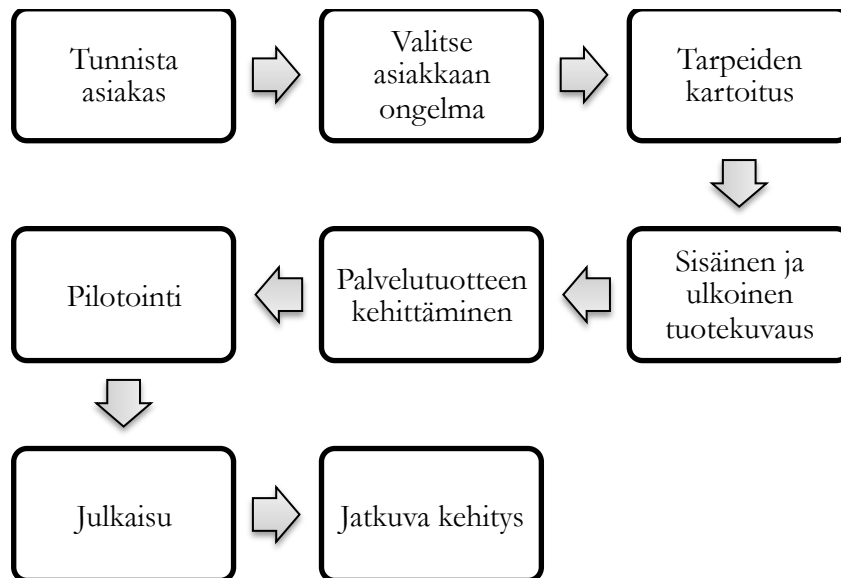 Tunnista
asiakas
Valitse
asiakkaan
ongelma
Tarpeiden
kartoitus
Sisäinen ja
ulkoinen
tuotekuvaus
Palvelutuotteen
kehittäminen
Pilotointi
Julkaisu
Jatkuva kehitys